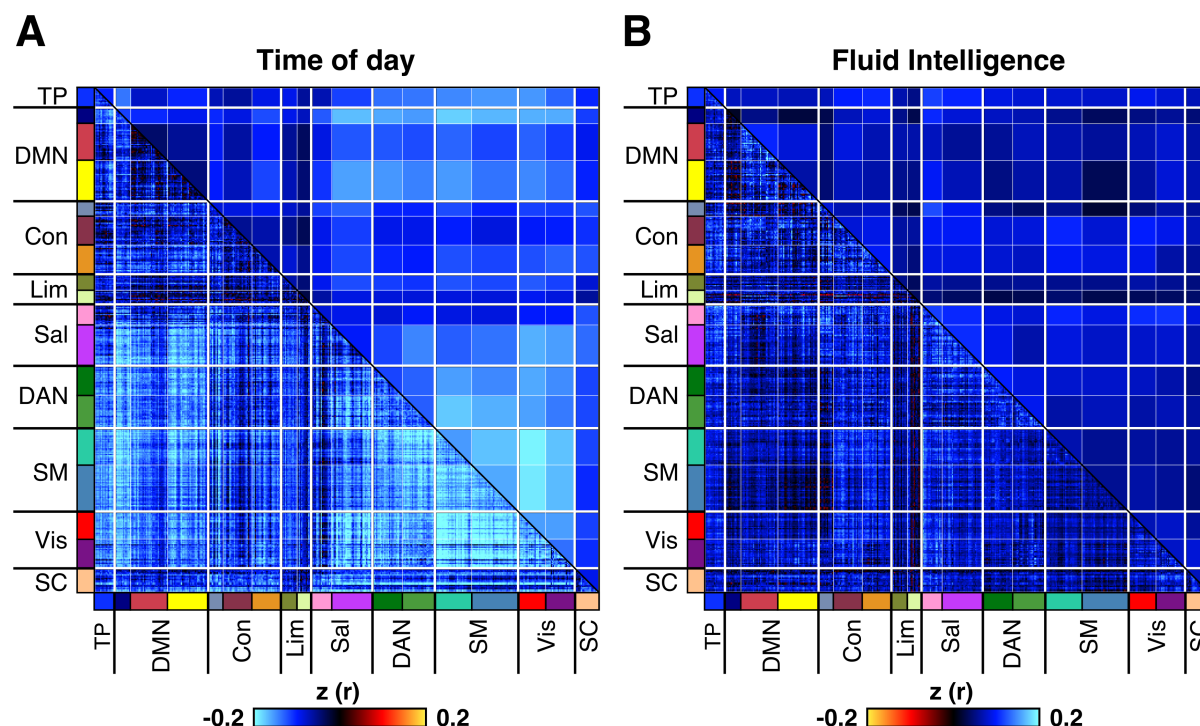 A
Time of day
TP
DMN
Con
Lim
Sal
DAN
SM
Vis
SC
TP
DMN
Con
Lim
Sal
DAN
SM
Vis
SC
z (r)
-0.2
0.2
B
Fluid Intelligence
TP
DMN
Con
Lim
Sal
DAN
SM
Vis
SC
TP
DMN
Con
Lim
Sal
DAN
SM
Vis
SC
z (r)
-0.2
0.2